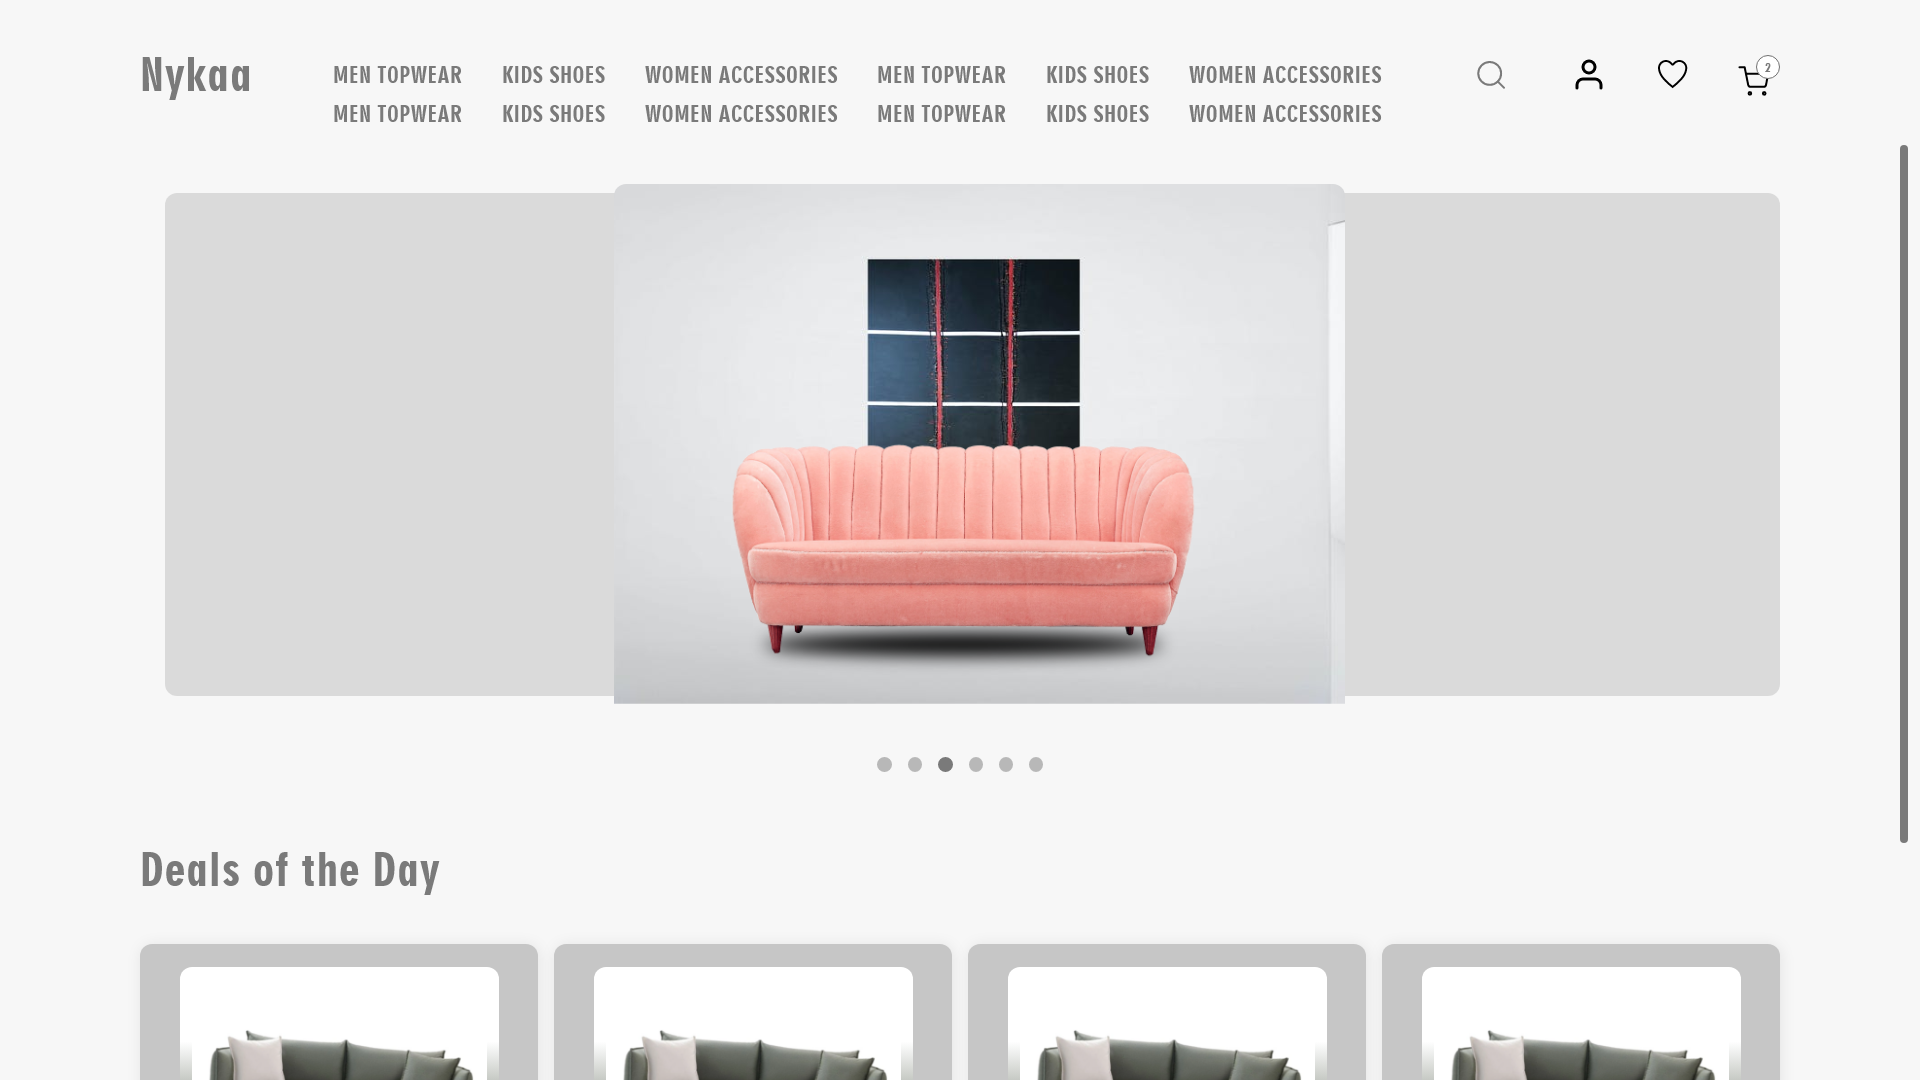 Nykaa
MEN TOPWEAR KIDS SHOES WOMEN ACCESSORIES MEN TOPWEAR KIDS SHOES WOMEN ACCESSORIES
2
MEN TOPWEAR KIDS SHOES WOMEN ACCESSORIES MEN TOPWEAR KIDS SHOES WOMEN ACCESSORIES
Deals of the Day